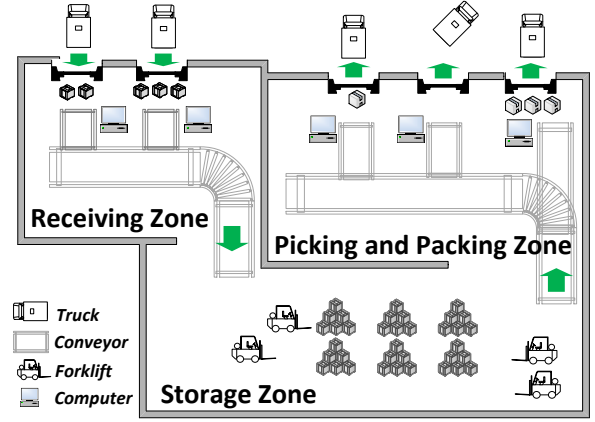 Receiving Zone
Picking and Packing Zone
Truck
Conveyor
Forklift
Computer
Storage Zone